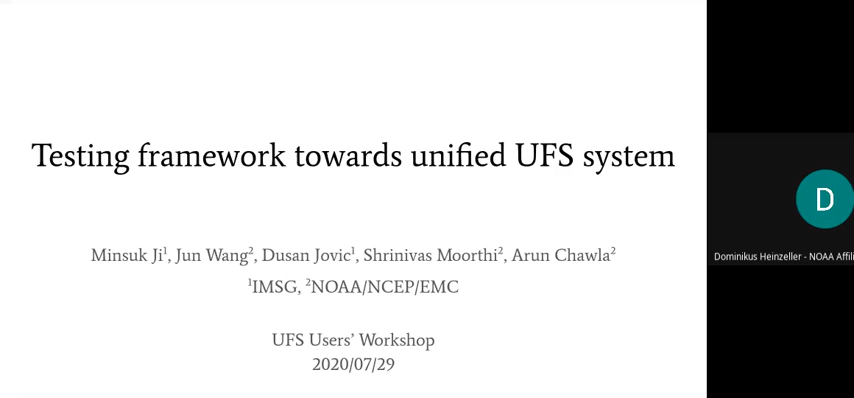 Testing framework towards unified UFS system
Minsuk Ji¹, Jun Wang², Dusan Jovic¹, Shrinivas Moorthi², Arun Chawla²
¹IMSG, ²NOAA/NCEP/EMC
UFS Users’ Workshop
2020/07/29
D
Dominikus Heinzeller - NOAA Affili